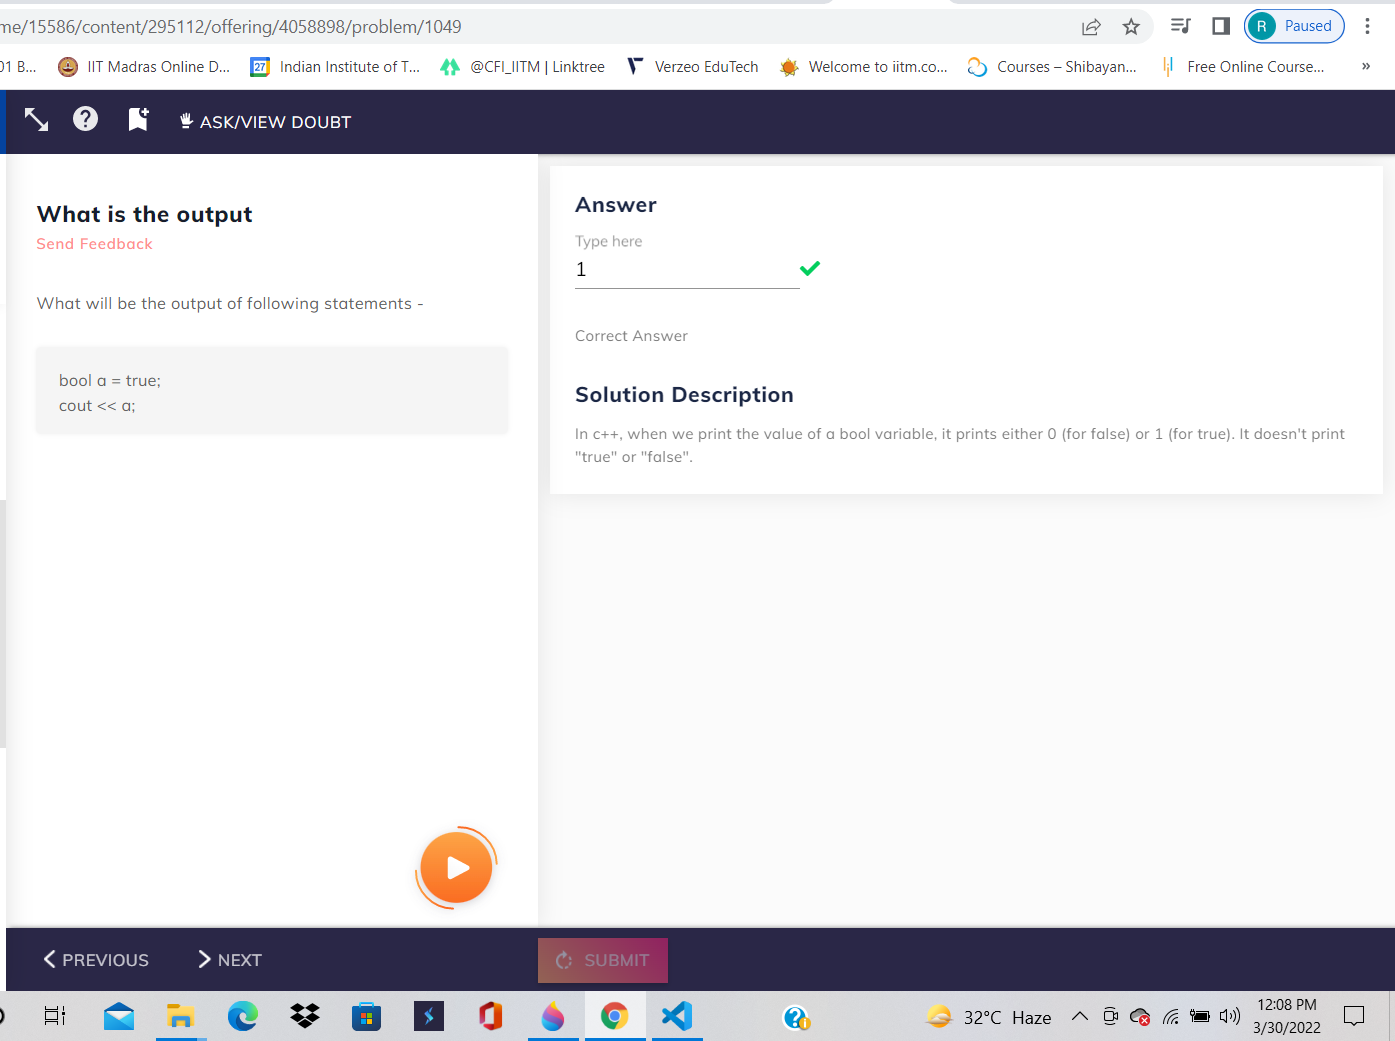 me/15586/content/295112/offering/4058898/problem/1049
R Paused
01 B...
IIT Madras Online D...
27 Indian Institute of T...
@CFI_IITM | Linktree
Verzeo EduTech
Welcome to iitm.co...
Courses – Shibayan...
Free Online Course...
»
ASK/VIEW DOUBT
What is the output
Send Feedback
What will be the output of following statements -
bool a = true;
cout << a;
Answer
Type here
1
Correct Answer
Solution Description
In c++, when we print the value of a bool variable, it prints either 0 (for false) or 1 (for true). It doesn't print
"true" or "false".
PREVIOUS
NEXT
SUBMIT
32°C Haze
12:08 PM
3/30/2022